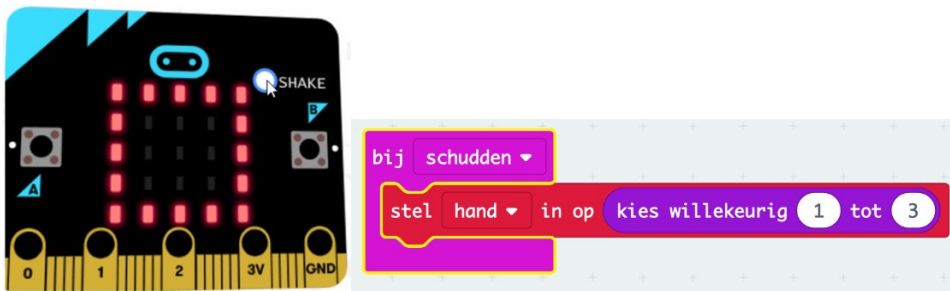 SHAKE
B
A
0 1 2 3V GND
bij schudden
stel hand in op kies willekeurig 1 tot 3